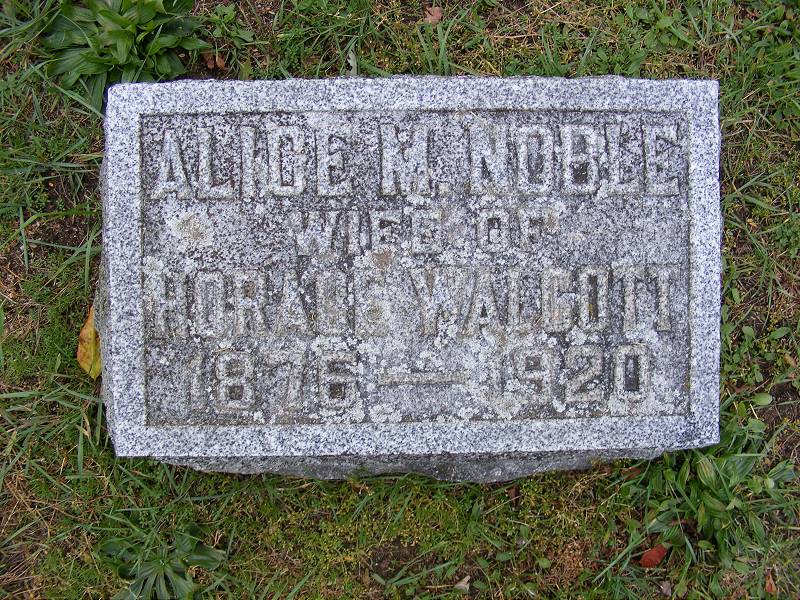 ALICE M. NOBLE
WIFE OF
HORACE WALCOTT
1876 — 1920